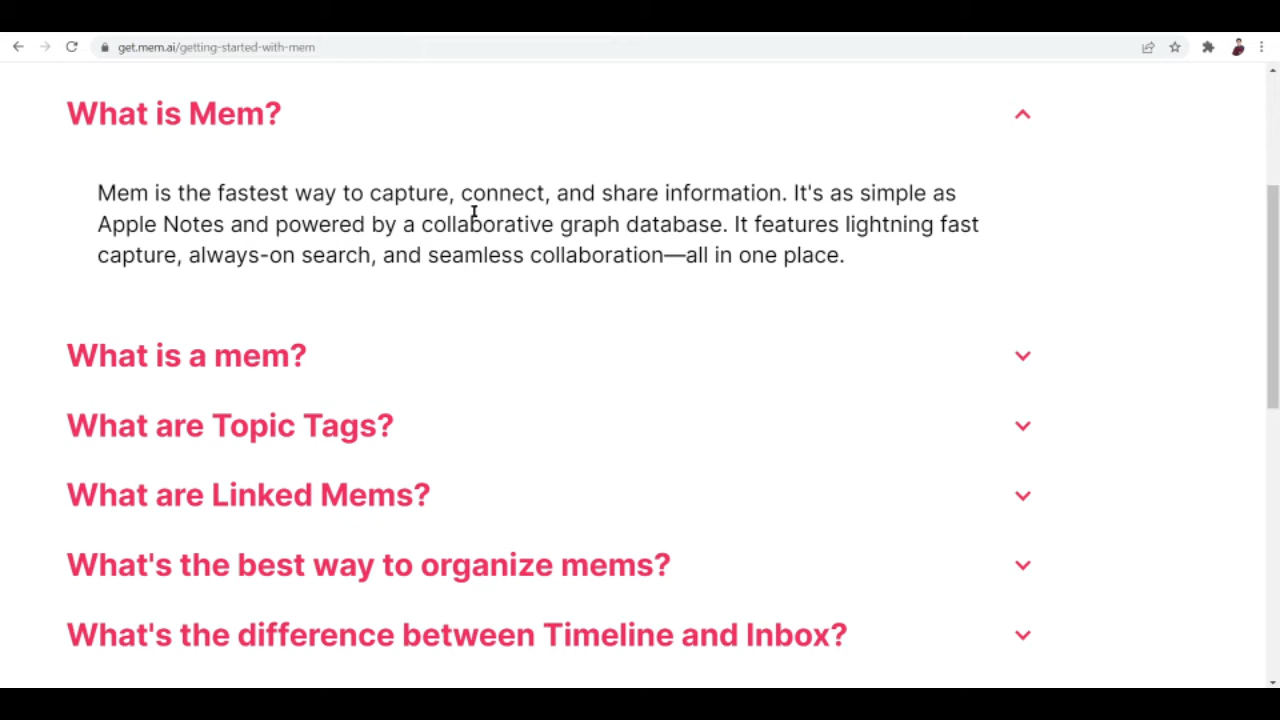 get.mem.ai/getting-started-with-mem
What is Mem?
Mem is the fastest way to capture, connect, and share information. It's as simple as
Apple Notes and powered by a collaborative graph database. It features lightning fast
capture, always-on search, and seamless collaboration—all in one place.
What is a mem?
What are Topic Tags?
What are Linked Mems?
What's the best way to organize mems?
What's the difference between Timeline and Inbox?